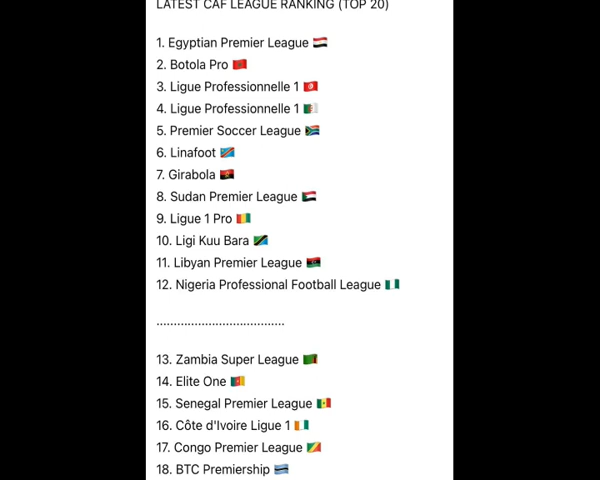 LATEST CAF LEAGUE RANKING (TOP 20)
1. Egyptian Premier League 🇪🇬
2. Botola Pro 🇲🇦
3. Ligue Professionnelle 1 🇹🇳
4. Ligue Professionnelle 1 🇩🇿
5. Premier Soccer League 🇿🇦
6. Linafoot 🇨🇩
7. Girabola 🇦🇴
8. Sudan Premier League 🇸🇩
9. Ligue 1 Pro 🇬🇳
10. Ligi Kuu Bara 🇹🇿
11. Libyan Premier League 🇱🇾
12. Nigeria Professional Football League 🇳🇬
.....................................
13. Zambia Super League 🇿🇲
14. Elite One 🇨🇲
15. Senegal Premier League 🇸🇳
16. Côte d'Ivoire Ligue 1 🇨🇮
17. Congo Premier League 🇨🇬
18. BTC Premiership 🇧🇼